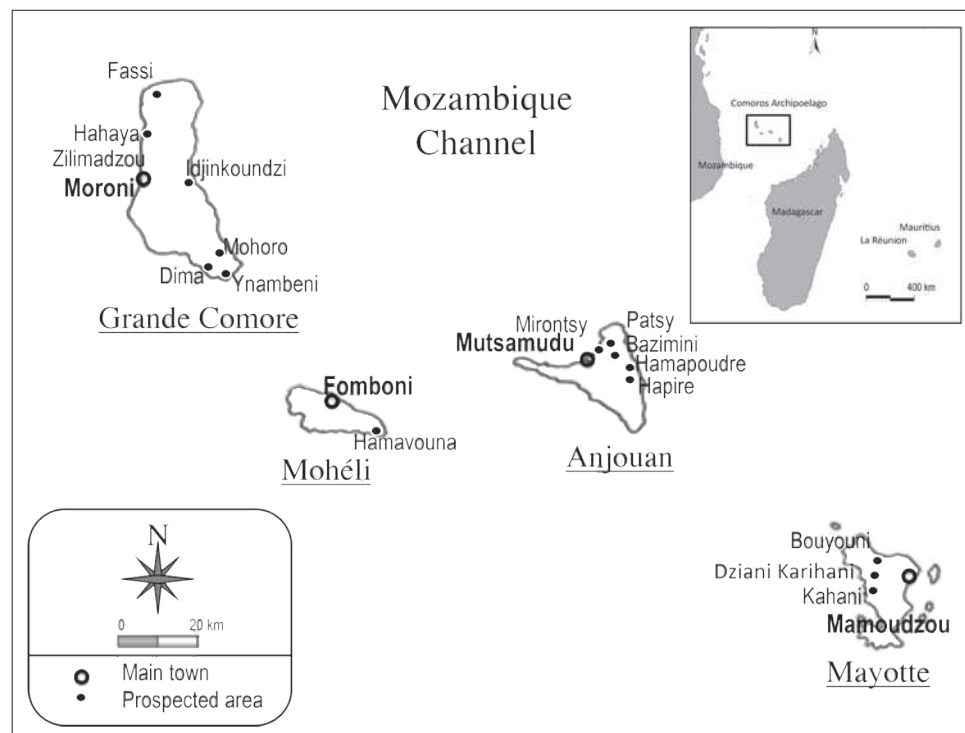 Mozambique
Channel
Fassi
Hahaya
Zilimadzou
Moroni
Idjinkoundzi
Mohoro
Dima
Ynambeni
Grande Comore
Mirontsy
Patsy
Mutsamudu
Bazimini
Hamapoudre
Hapire
Anjouan
Fomboni
Hamavouna
Mohéli
Bouyouni
Dziani Karihani
Kahani
Mamoudzou
Mayotte
N
Comoros Archipoelago
Mozambique
Madagascar
Mauritius
La Réunion
0 400 km
N
0 20 km
Main town
Prospected area